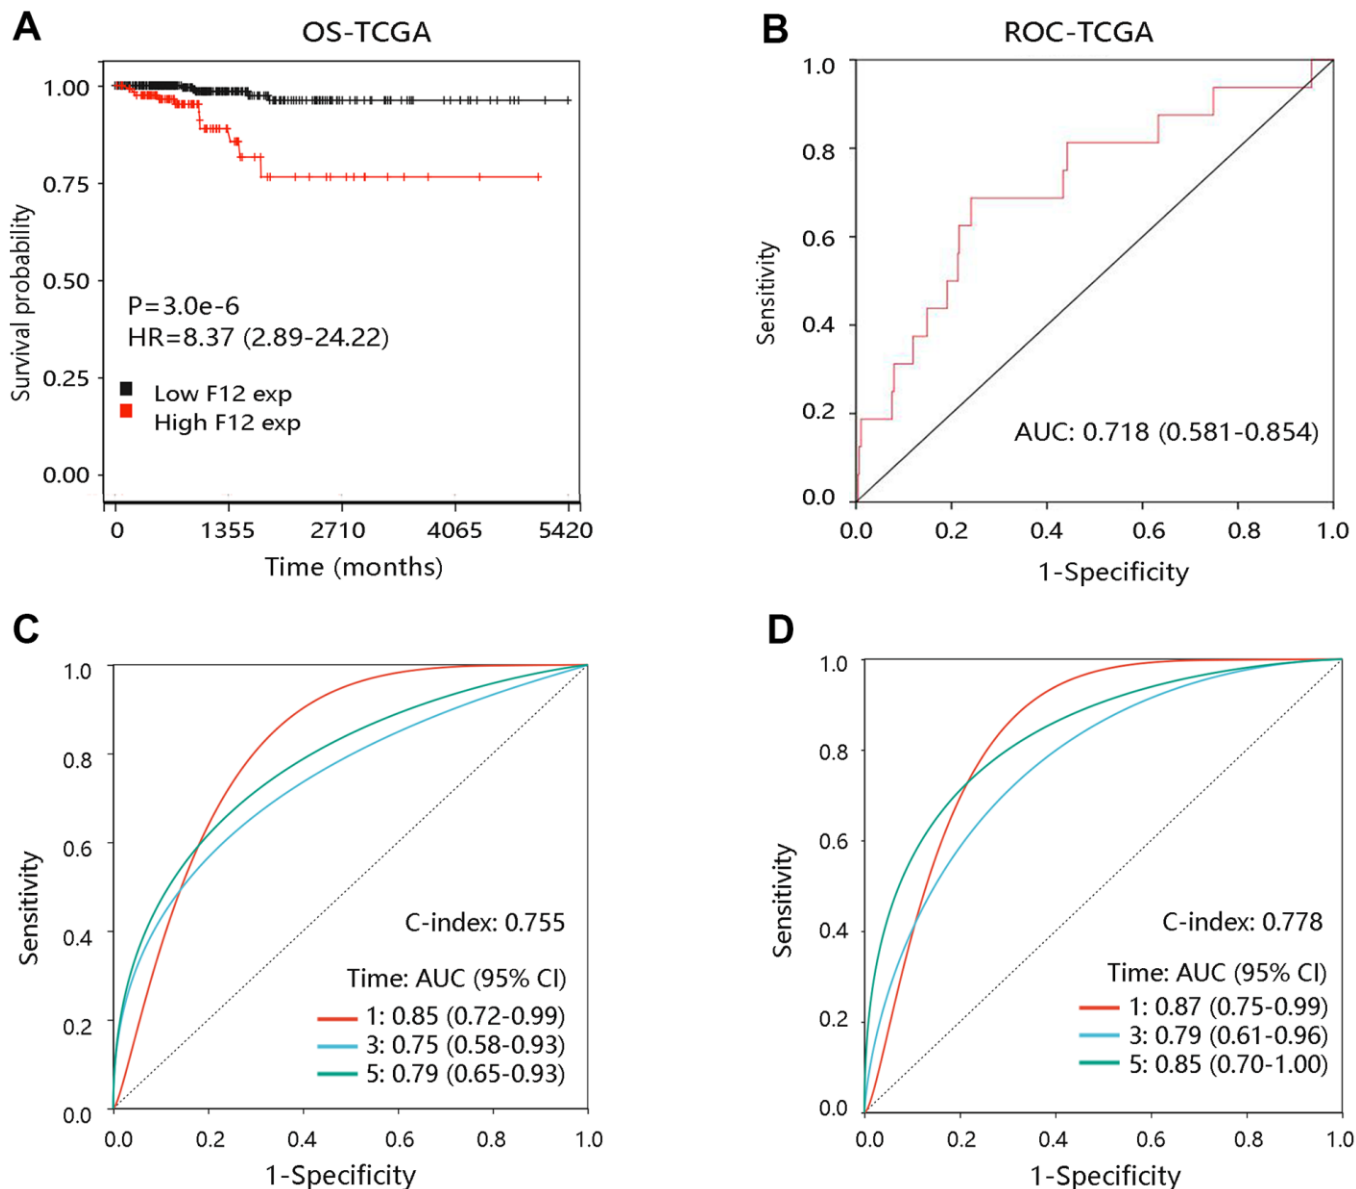 A
OS-TCGA
1.00
0.75
0.50
0.25
0.00
Survival probability
P=3.0e-6
HR=8.37 (2.89-24.22)
Low F12 exp
High F12 exp
0 1355 2710 4065 5420
Time (months)
B
ROC-TCGA
1.0
0.8
0.6
0.4
0.2
0.0
Sensitivity
AUC: 0.718 (0.581-0.854)
0.0 0.2 0.4 0.6 0.8 1.0
1-Specificity
C
1.0
0.8
0.6
0.4
0.2
0.0
Sensitivity
C-index: 0.755
Time: AUC (95% CI)
1: 0.85 (0.72-0.99)
3: 0.75 (0.58-0.93)
5: 0.79 (0.65-0.93)
0.0 0.2 0.4 0.6 0.8 1.0
1-Specificity
D
1.0
0.8
0.6
0.4
0.2
0.0
Sensitivity
C-index: 0.778
Time: AUC (95% CI)
1: 0.87 (0.75-0.99)
3: 0.79 (0.61-0.96)
5: 0.85 (0.70-1.00)
0.0 0.2 0.4 0.6 0.8 1.0
1-Specificity